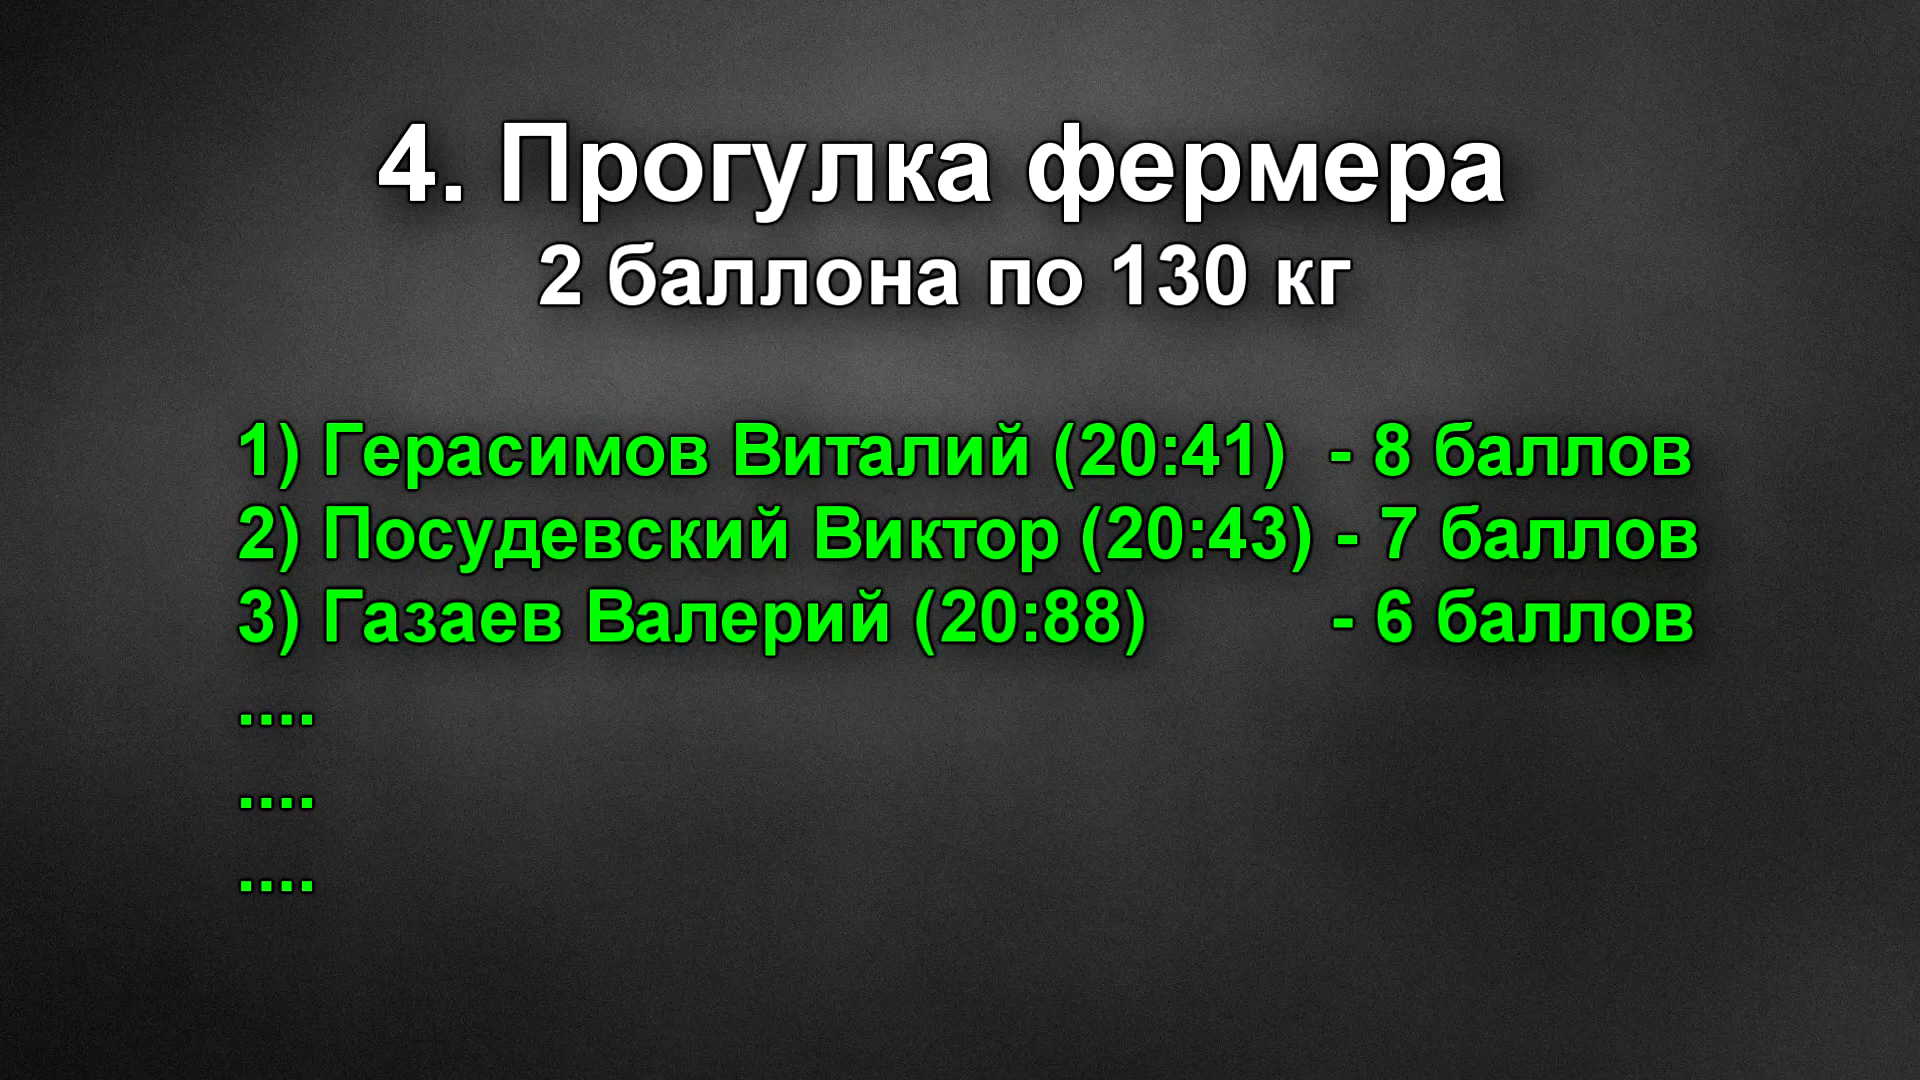 4. Прогулка фермера
2 баллона по 130 кг
1) Герасимов Виталий (20:41) - 8 баллов
2) Посудевский Виктор (20:43) - 7 баллов
3) Газаев Валерий (20:88) - 6 баллов
....
....
....